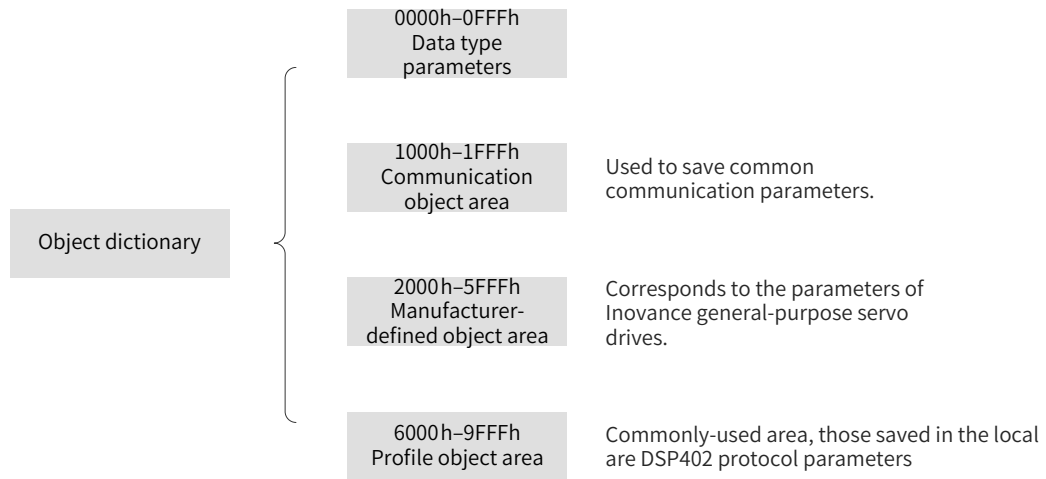 0000h–0FFFh
Data type
parameters
1000h–1FFFh
Communication
object area
Used to save common
communication parameters.
Object dictionary
2000h–5FFFh
Manufacturer-
defined object area
Corresponds to the parameters of
Inovance general-purpose servo
drives.
6000h–9FFFh
Profile object area
Commonly-used area, those saved in the local
are DSP402 protocol parameters